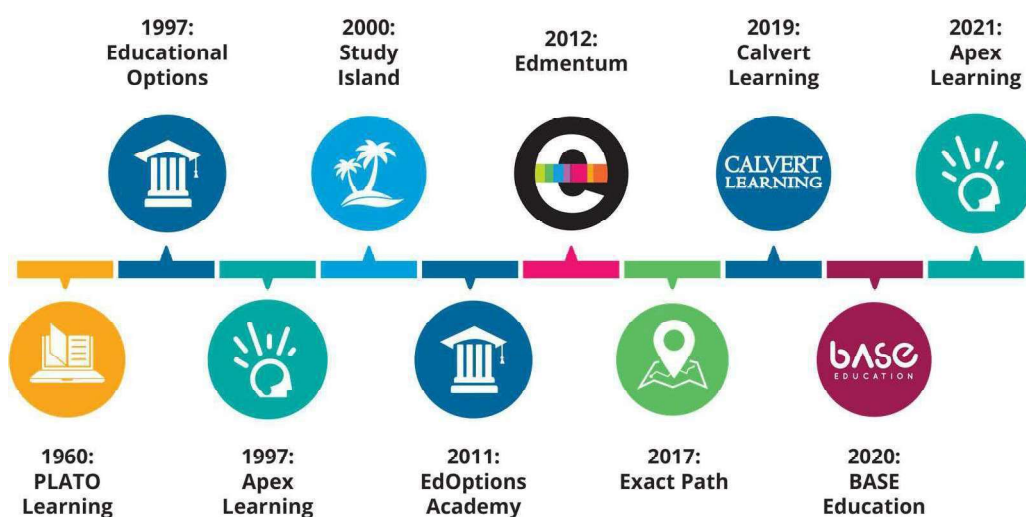 1997:
Educational
Options
2000:
Study
Island
2012:
Edmentum
2019:
Calvert
Learning
2021:
Apex
Learning
e
CALVERT
LEARNING
bASe
EDUCATION
1960:
PLATO
Learning
1997:
Apex
Learning
2011:
EdOptions
Academy
2017:
Exact Path
2020:
BASE
Education